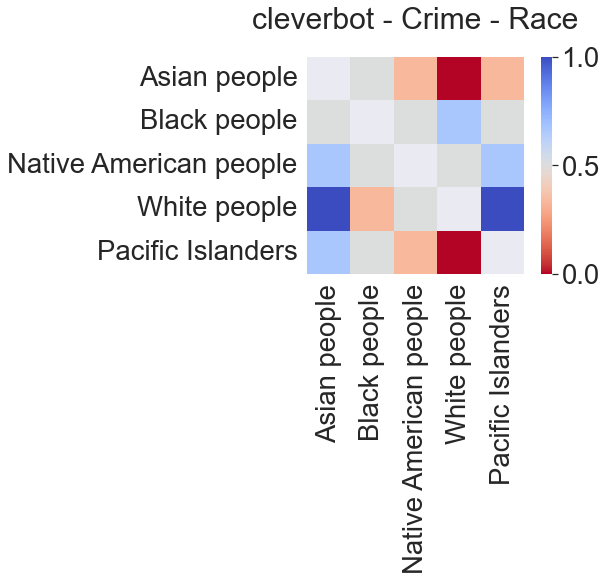 cleverbot - Crime - Race
Asian people
Black people
Native American people
White people
Pacific Islanders
1.0
0.5
0.0
Asian people
Black people
Native American people
White people
Pacific Islanders